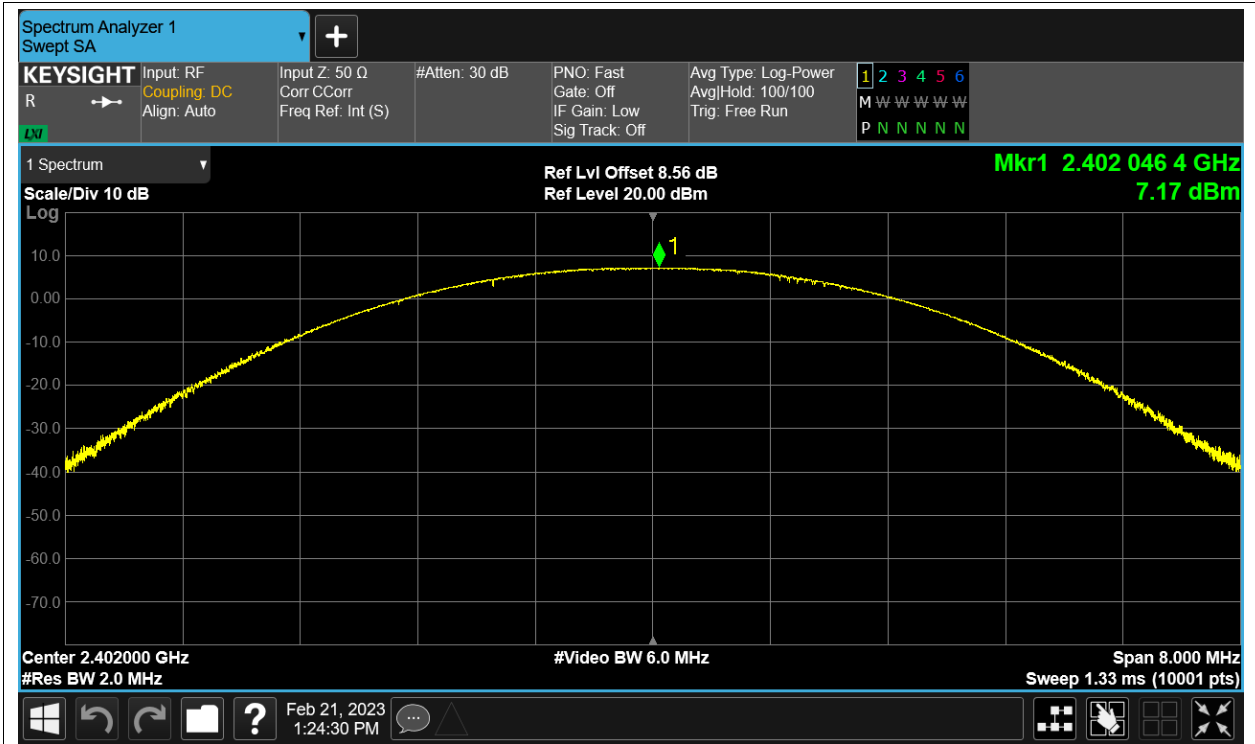 Spectrum Analyzer 1
Swept SA
KEYSIGHT
R
LXI
Input: RF
Coupling: DC
Align: Auto
Input Z: 50 Ω
Corr CCorr
Freq Ref: Int (S)
#Atten: 30 dB
PNO: Fast
Gate: Off
IF Gain: Low
Sig Track: Off
Avg Type: Log-Power
Avg|Hold: 100/100
Trig: Free Run
1 2 3 4 5 6
M W W W W W
P N N N N N
1 Spectrum
Scale/Div 10 dB
Log
Ref Lvl Offset 8.56 dB
Ref Level 20.00 dBm
Mkr1 2.402 046 4 GHz
7.17 dBm
1
10.0
0.00
-10.0
-20.0
-30.0
-40.0
-50.0
-60.0
-70.0
Center 2.402000 GHz
#Res BW 2.0 MHz
#Video BW 6.0 MHz
Span 8.000 MHz
Sweep 1.33 ms (10001 pts)
?
Feb 21, 2023
1:24:30 PM